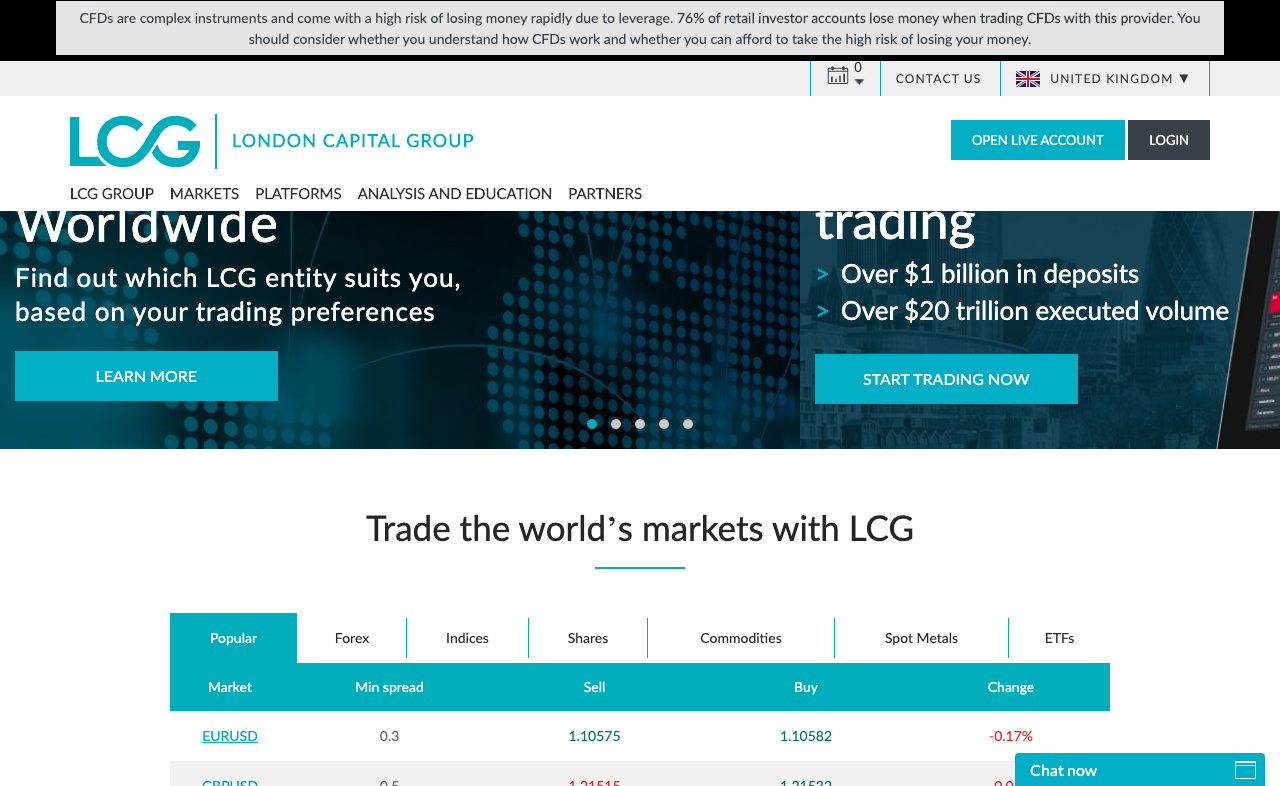 CFDs are complex instruments and come with a high risk of losing money rapidly due to leverage. 76% of retail investor accounts lose money when trading CFDs with this provider. You
should consider whether you understand how CFDs work and whether you can afford to take the high risk of losing your money.
0
CONTACT US
UNITED KINGDOM ▼
LCG
LONDON CAPITAL GROUP
OPEN LIVE ACCOUNT
LOGIN
LCG GROUP MARKETS PLATFORMS ANALYSIS AND EDUCATION PARTNERS
Worldwide
Find out which LCG entity suits you,
based on your trading preferences
LEARN MORE
trading
> Over $1 billion in deposits
> Over $20 trillion executed volume
START TRADING NOW
Trade the world's markets with LCG
Popular Forex Indices Shares Commodities Spot Metals ETFs
Market Min spread Sell Buy Change
EURUSD 0.3 1.10575 1.10582 -0.17%
GBPUSD 0.5 1.21515 1.21532
Chat now